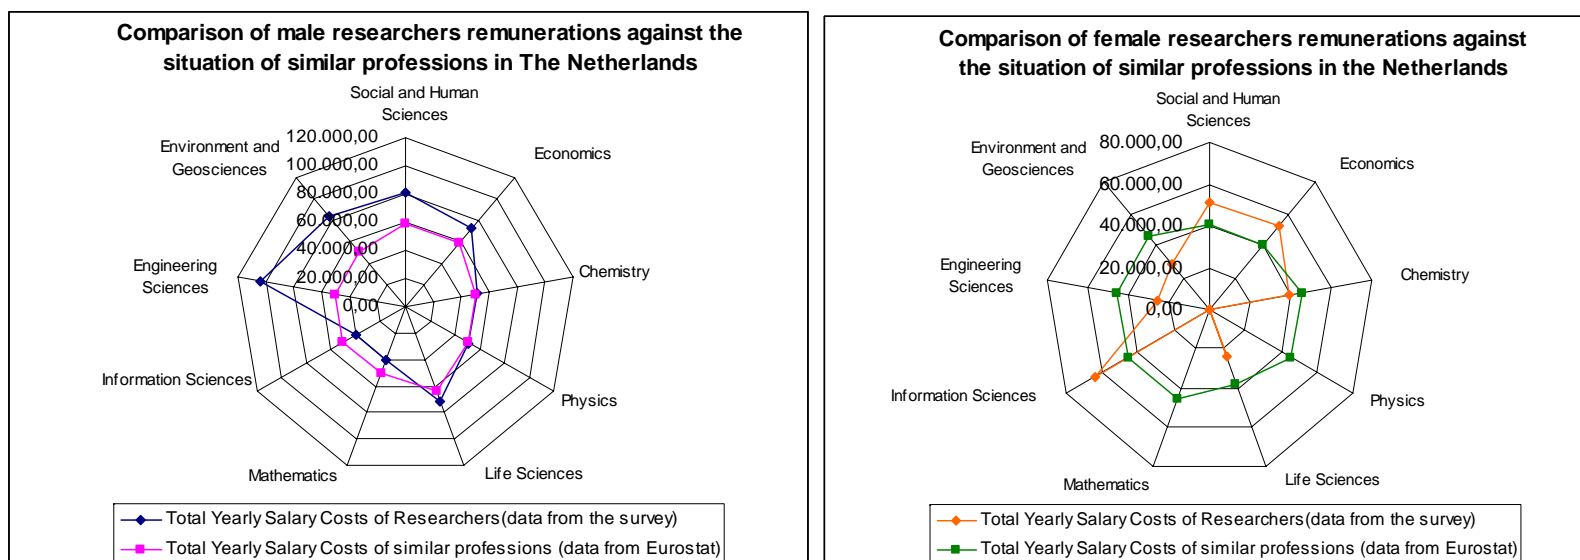 Comparison of male researchers remunerations against the
situation of similar professions in The Netherlands
Social and Human
Sciences
120.000,00
Environment and
Geosciences
100.000,00
Economics
80.000,00
60.000,00
40.000,00
Engineering
Sciences
20.000,00
Chemistry
0,00
Information Sciences
Physics
Mathematics
Life Sciences
Total Yearly Salary Costs of Researchers(data from the survey)
Total Yearly Salary Costs of similar professions (data from Eurostat)
Comparison of female researchers remunerations against
the situation of similar professions in the Netherlands
Social and Human
Sciences
80.000,00
Environment and
Geosciences
Economics
60.000,00
40.000,00
Engineering
Sciences
20.000,00
Chemistry
0,00
Information Sciences
Physics
Mathematics
Life Sciences
Total Yearly Salary Costs of Researchers(data from the survey)
Total Yearly Salary Costs of similar professions (data from Eurostat)